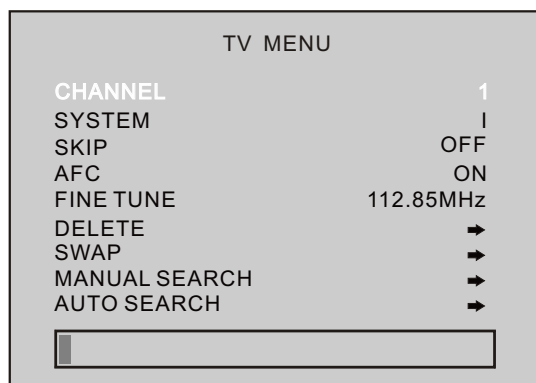 TV MENU
CHANNEL 1
SYSTEM I
SKIP OFF
AFC ON
FINE TUNE 112.85MHz
DELETE ➡
SWAP ➡
MANUAL SEARCH ➡
AUTO SEARCH ➡